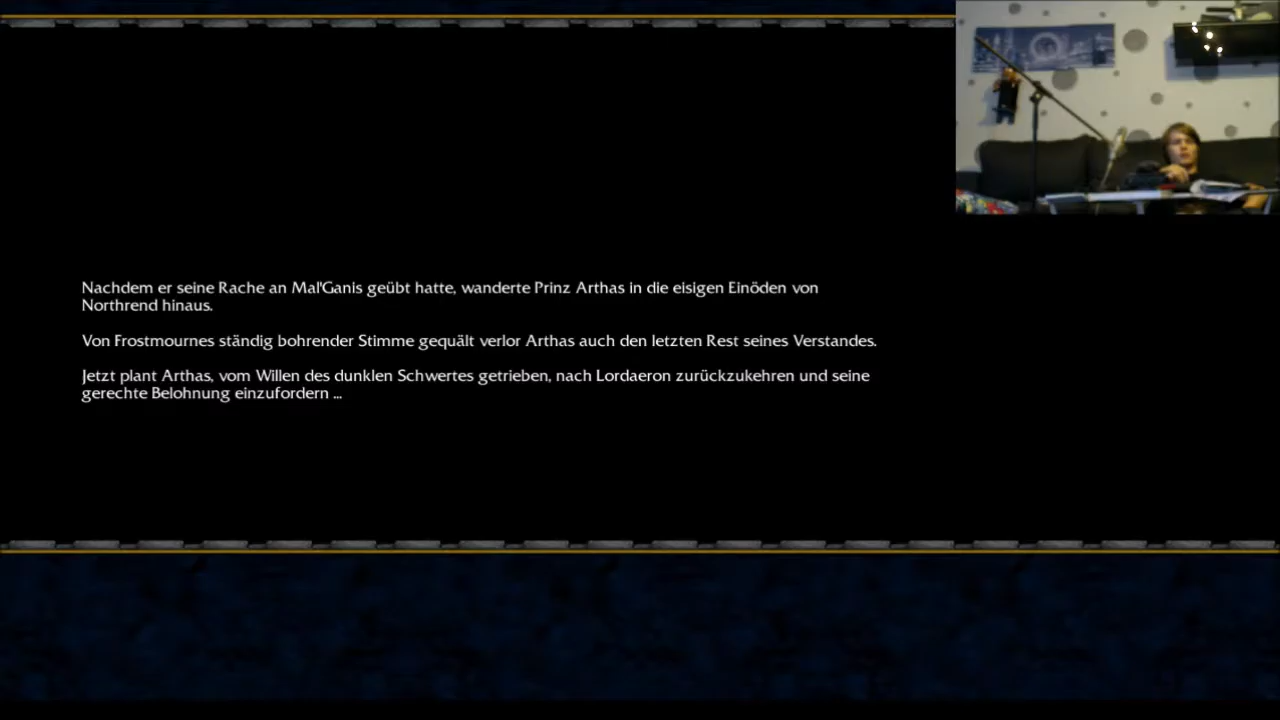 Nachdem er seine Rache an Mal'Ganis geübt hatte, wanderte Prinz Arthas in die eisigen Einöden von
Northrend hinaus.
Von Frostmournes ständig bohrender Stimme gequält verlor Arthas auch den letzten Rest seines Verstandes.
Jetzt plant Arthas, vom Willen des dunklen Schwertes getrieben, nach Lordaeron zurückzukehren und seine
gerechte Belohnung einzufordern ...